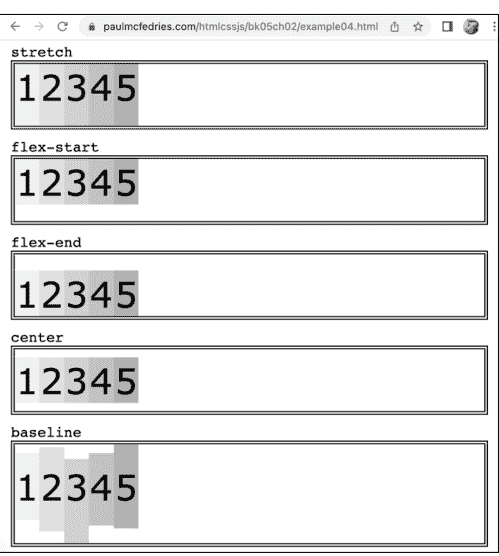 paulmcfedries.com/htmlcssjs/bk05ch02/example04.html
stretch
12345
flex-start
12345
flex-end
12345
center
12345
baseline
12345